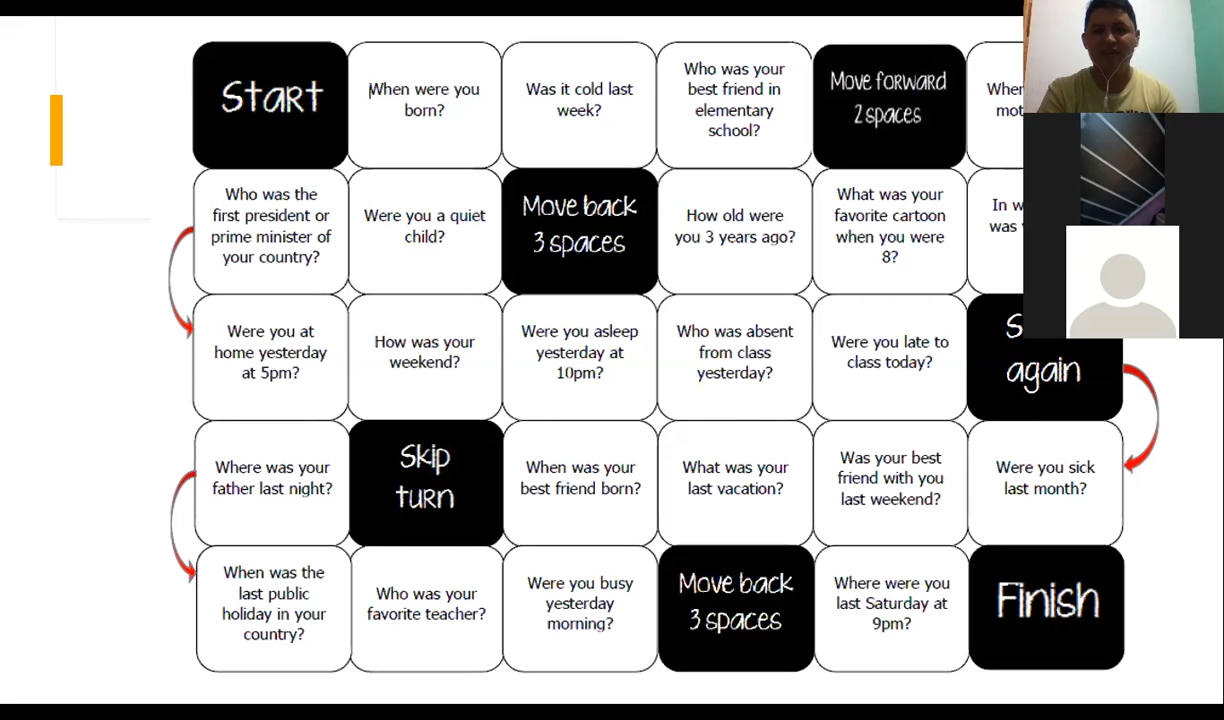 Start
When were you
born?
Was it cold last
week?
Who was your
best friend in
elementary
school?
Move forward
2 spaces
Who was the
first president or
prime minister of
your country?
Were you a quiet
child?
Move back
3 spaces
How old were
you 3 years ago?
What was your
favorite cartoon
when you were
8?
In
was
Were you at
home yesterday
at 5pm?
How was your
weekend?
Were you asleep
yesterday at
10pm?
Who was absent
from class
yesterday?
Were you late to
class today?
again
Where was your
father last night?
Skip
turn
When was your
best friend born?
What was your
last vacation?
Was your best
friend with you
last weekend?
Were you sick
last month?
When was the
last public
holiday in your
country?
Who was your
favorite teacher?
Were you busy
yesterday
morning?
Move back
3 spaces
Where were you
last Saturday at
9pm?
Finish